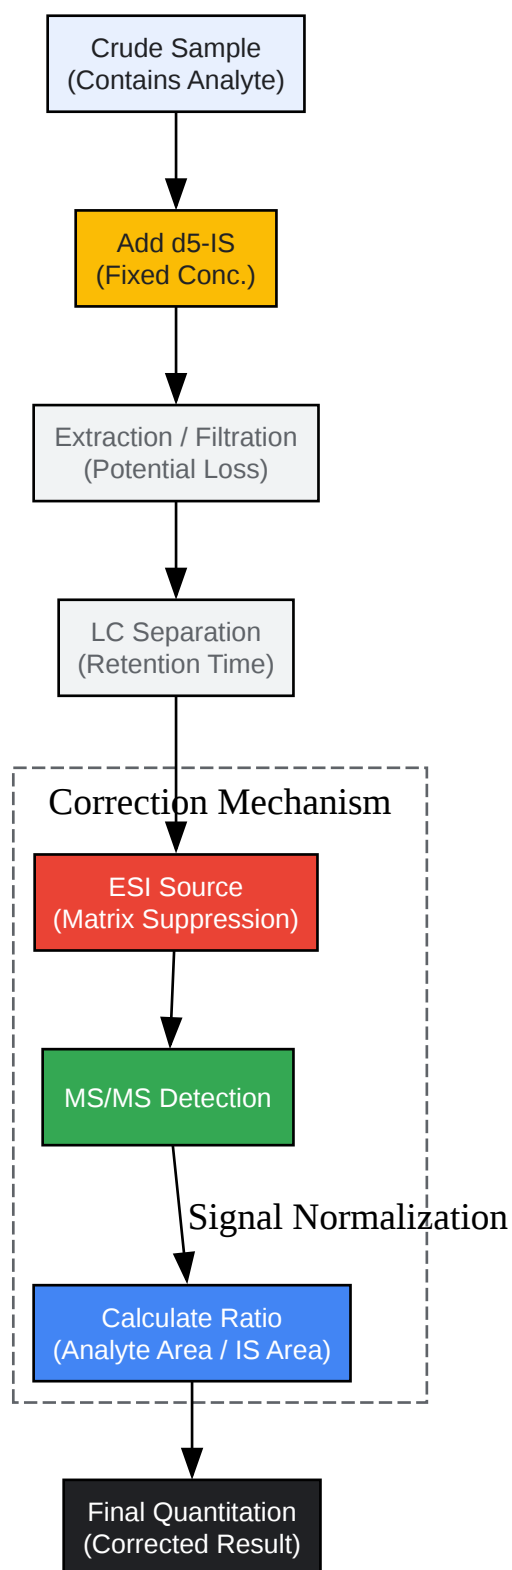 Crude Sample
(Contains Analyte)
Add d5-IS
(Fixed Conc.)
Extraction / Filtration
(Potential Loss)
LC Separation
(Retention Time)
Correction Mechanism
ESI Source
(Matrix Suppression)
MS/MS Detection
Signal Normalization
Calculate Ratio
(Analyte Area / IS Area)
Final Quantitation
(Corrected Result)